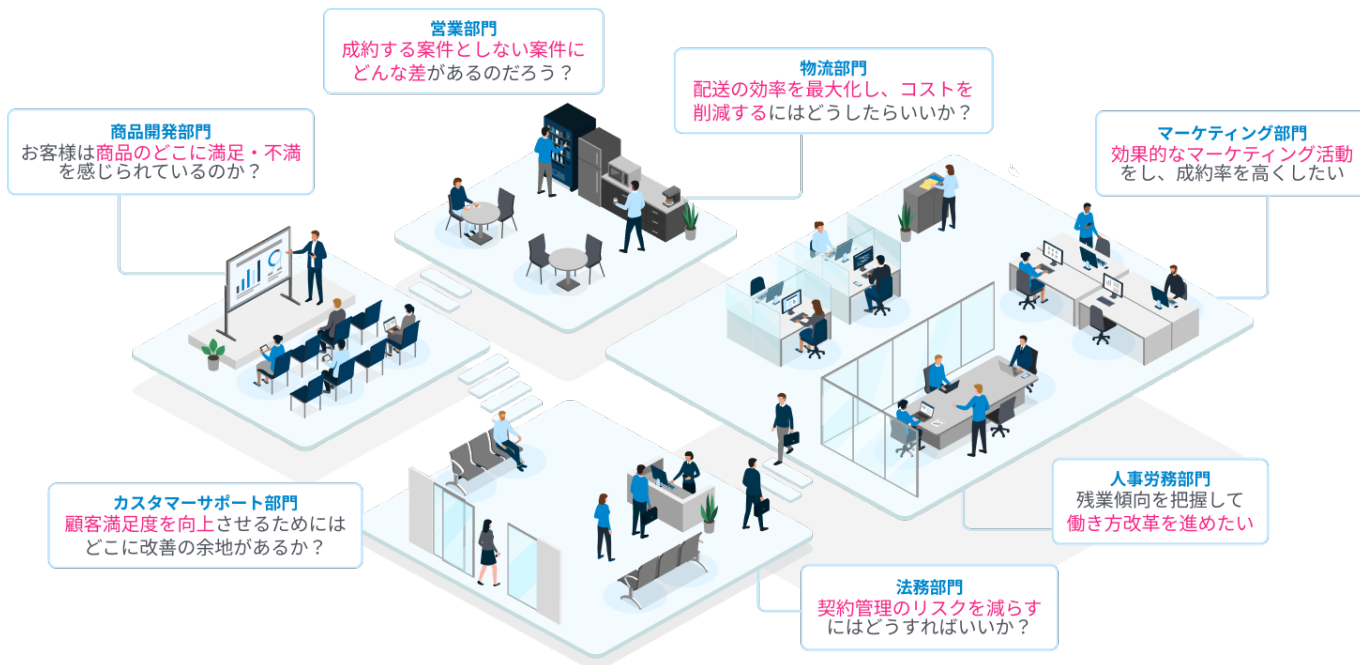 営業部門
成約する案件としない案件に
どんな差があるのだろう？
物流部門
配送の効率を最大化し、コストを
削減するにはどうしたらいいか？
商品開発部門
お客様は商品のどこに満足・不満
を感じられているのか？
マーケティング部門
効果的なマーケティング活動
をし、成約率を高くしたい
カスタマーサポート部門
顧客満足度を向上させるためには
どこに改善の余地があるか？
人事労務部門
残業傾向を把握して
働き方改革を進めたい
法務部門
契約管理のリスクを減らす
にはどうすればいいか？